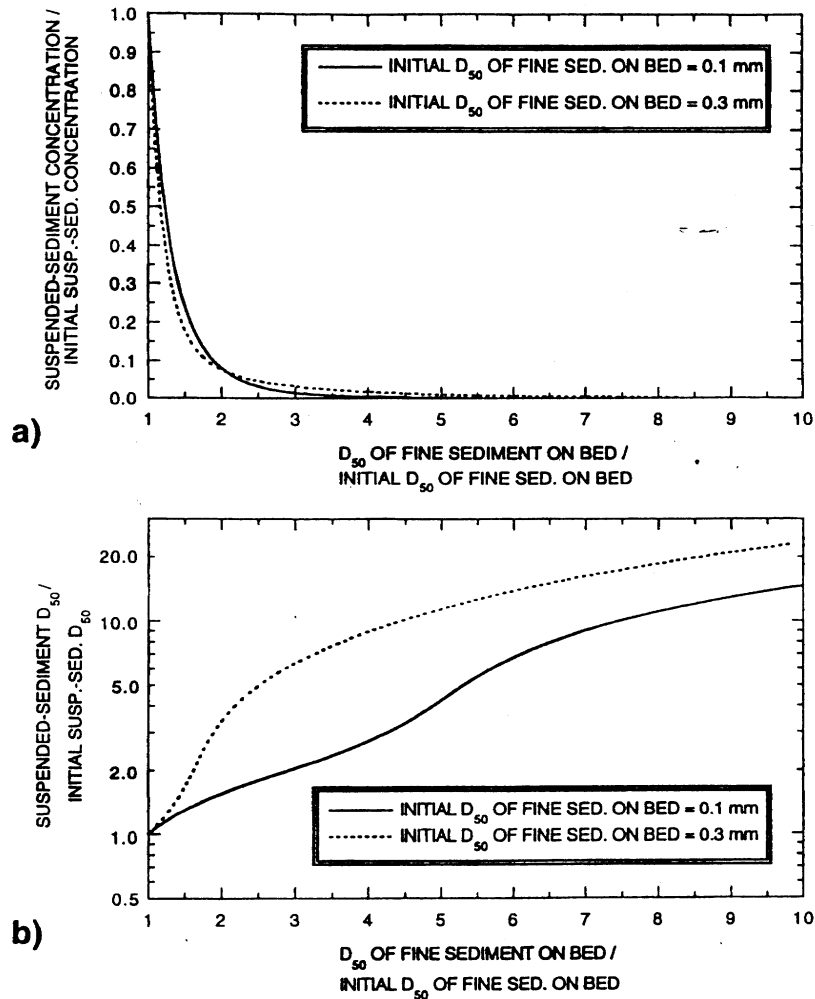 SUSPENDED-SEDIMENT CONCENTRATION /
INITIAL SUSP.-SED. CONCENTRATION
1.0
0.9
0.8
0.7
0.6
0.5
0.4
0.3
0.2
0.1
0.0
INITIAL D50 OF FINE SED. ON BED = 0.1 mm
INITIAL D50 OF FINE SED. ON BED = 0.3 mm
1 2 3 4 5 6 7 8 9 10
a)
D50 OF FINE SEDIMENT ON BED /
INITIAL D50 OF FINE SED. ON BED
SUSPENDED-SEDIMENT D50 /
INITIAL SUSP.-SED. D50
20.0
10.0
5.0
2.0
1.0
0.5
INITIAL D50 OF FINE SED. ON BED = 0.1 mm
INITIAL D50 OF FINE SED. ON BED = 0.3 mm
1 2 3 4 5 6 7 8 9 10
b)
D50 OF FINE SEDIMENT ON BED /
INITIAL D50 OF FINE SED. ON BED